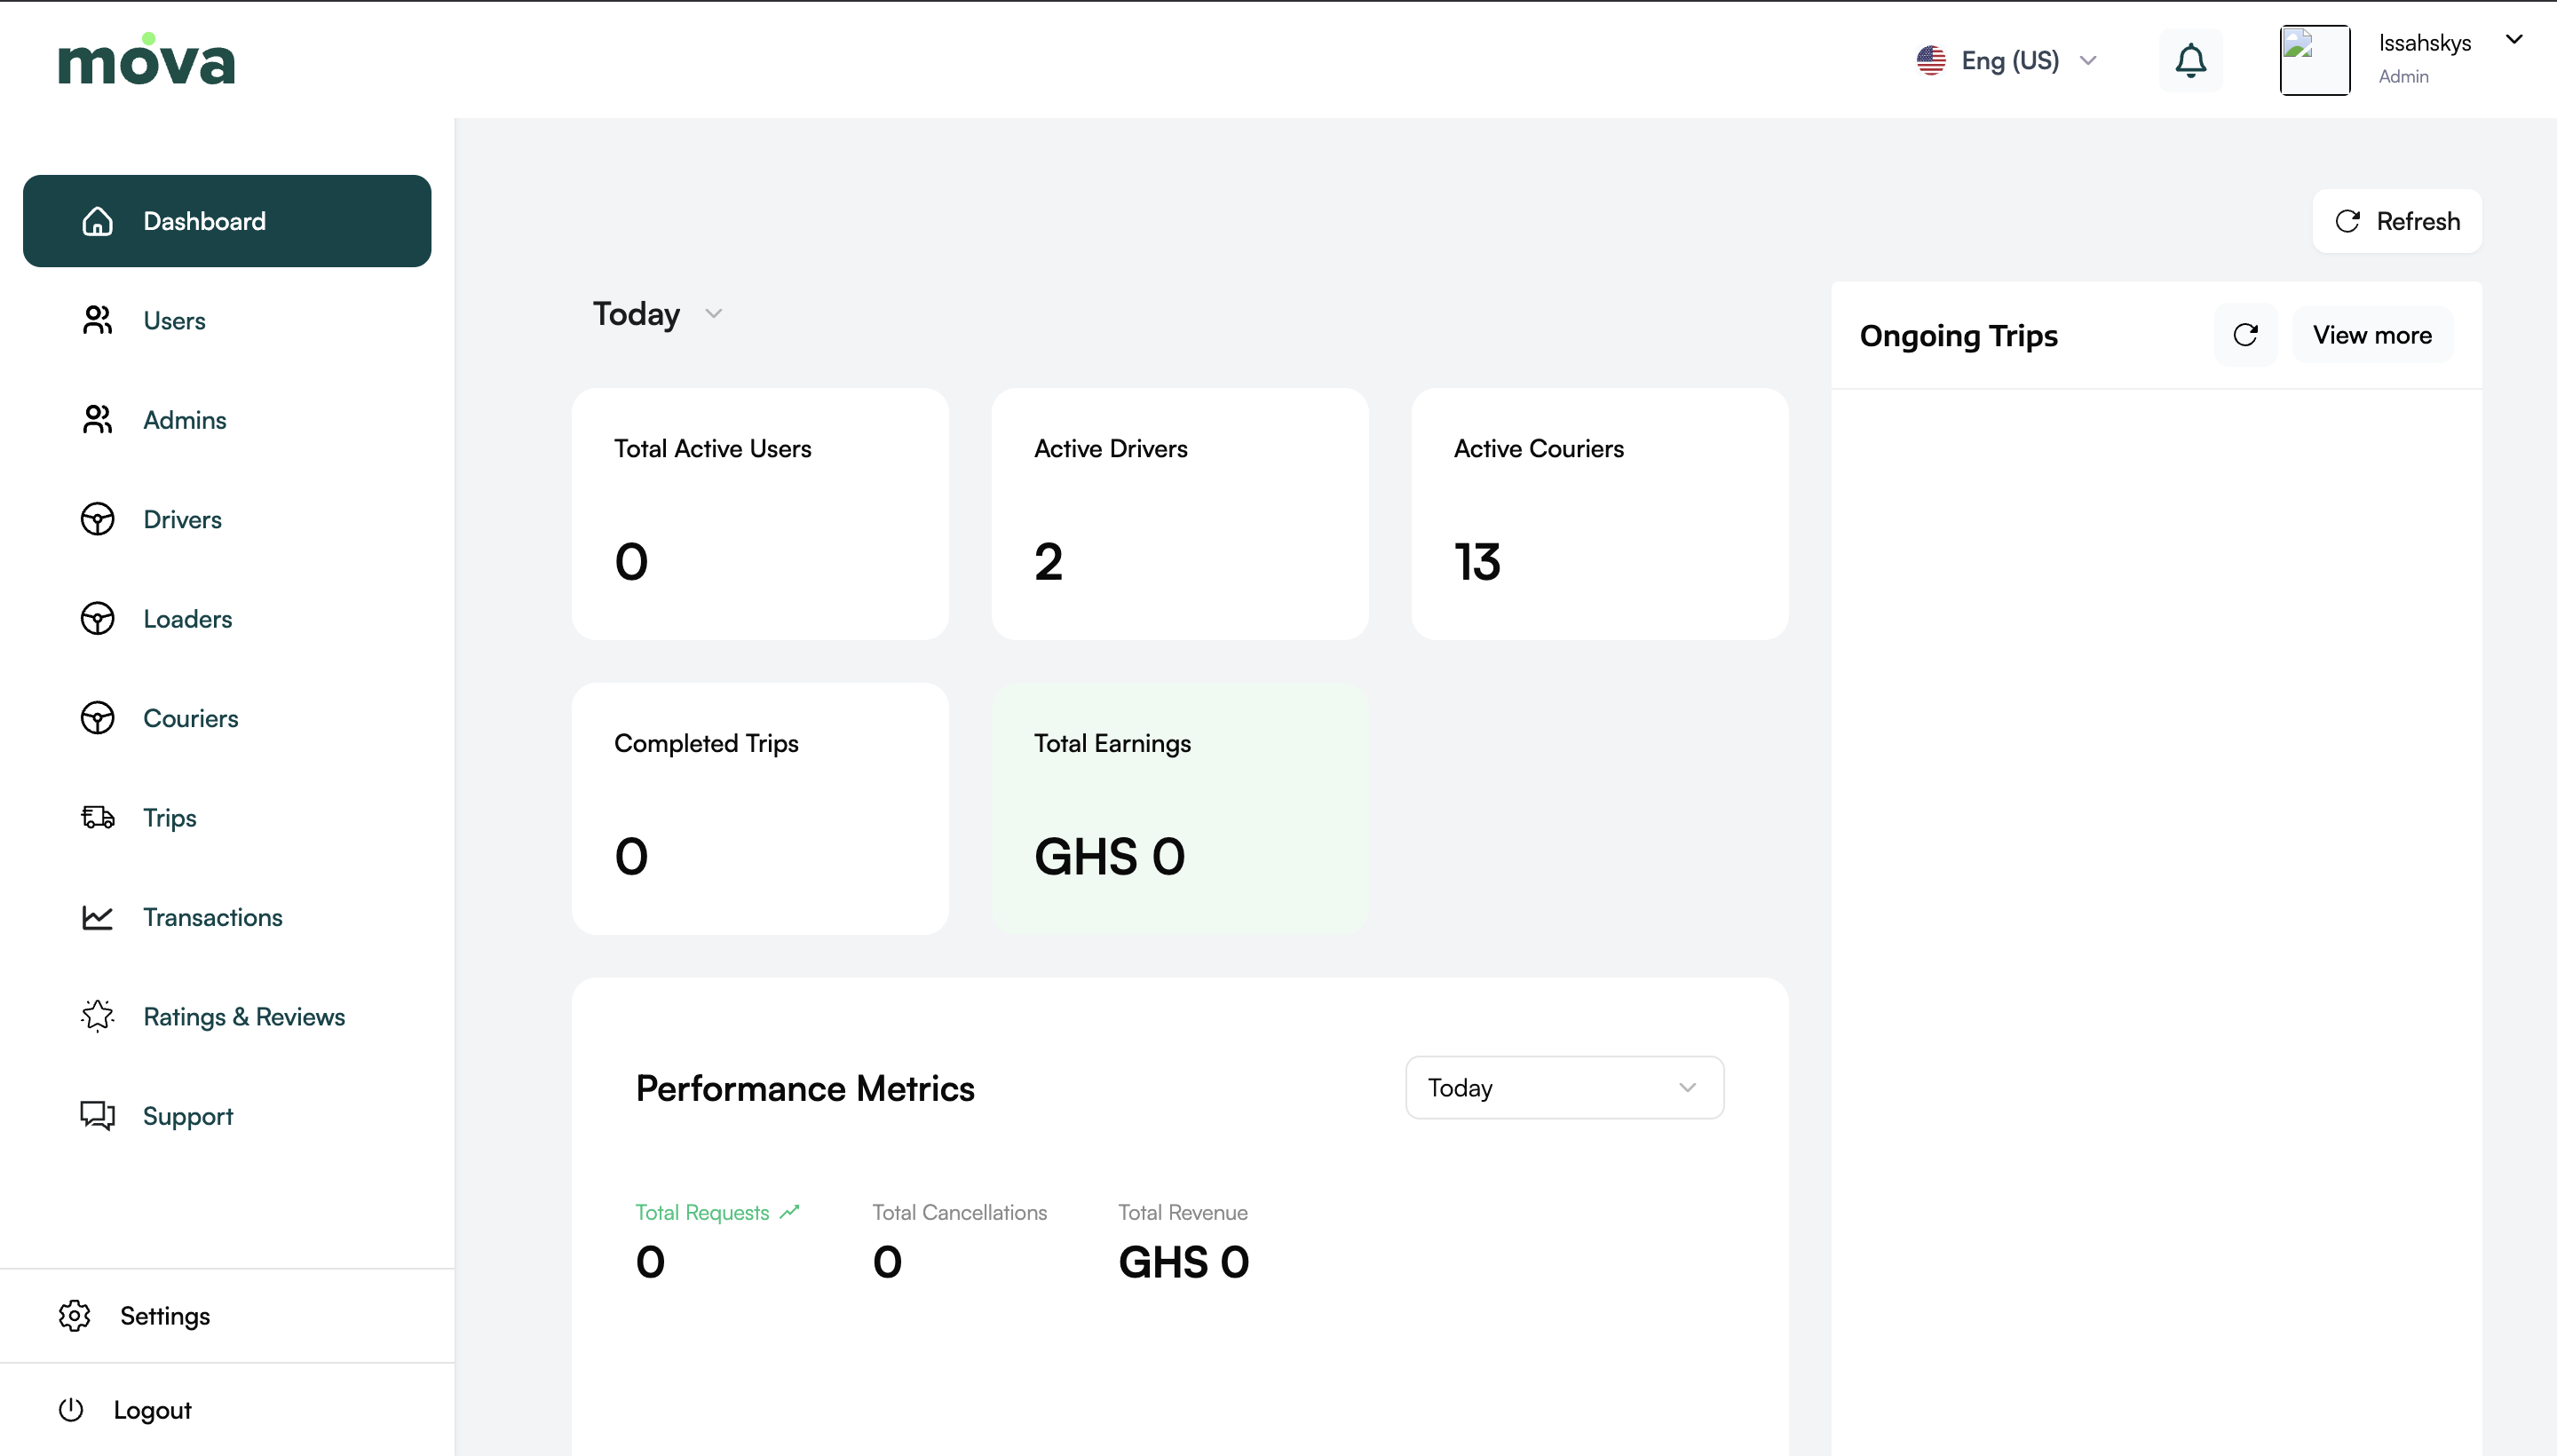 mova
Eng (US)
Issahskys
Admin
Dashboard
Users
Admins
Drivers
Loaders
Couriers
Trips
Transactions
Ratings & Reviews
Support
Settings
Logout
Refresh
Today
Total Active Users
0
Active Drivers
2
Active Couriers
13
Completed Trips
0
Total Earnings
GHS 0
Performance Metrics
Today
Total Requests
0
Total Cancellations
0
Total Revenue
GHS 0
Ongoing Trips
View more